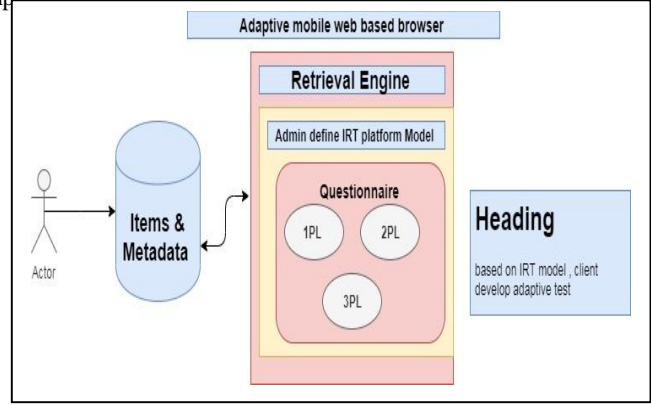 Adaptive mobile web based browser
Retrieval Engine
Admin define IRT platform Model
Questionnaire
1PL 2PL
3PL
Actor
Items &
Metadata
Heading
based on IRT model , client
develop adaptive test